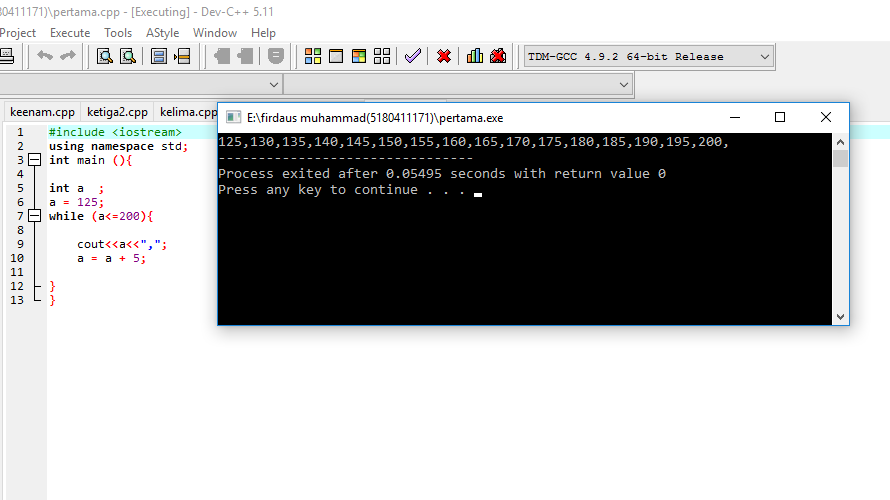 80411171)\pertama.cpp - [Executing] - Dev-C++ 5.11
Project Execute Tools AStyle Window Help
TDM-GCC 4.9.2 64-bit Release
keenam.cpp ketiga2.cpp kelima.cpp
1 #include <iostream>
2 using namespace std;
3 int main (){
4
5 int a  ;
6 a = 125;
7 while (a<=200){
8
9     cout<<a<<",";
10     a = a + 5;
11
12 }
13 }
E:\firdaus muhammad(5180411171)\pertama.exe
125,130,135,140,145,150,155,160,165,170,175,180,185,190,195,200,
--------------------------------
Process exited after 0.05495 seconds with return value 0
Press any key to continue . . .